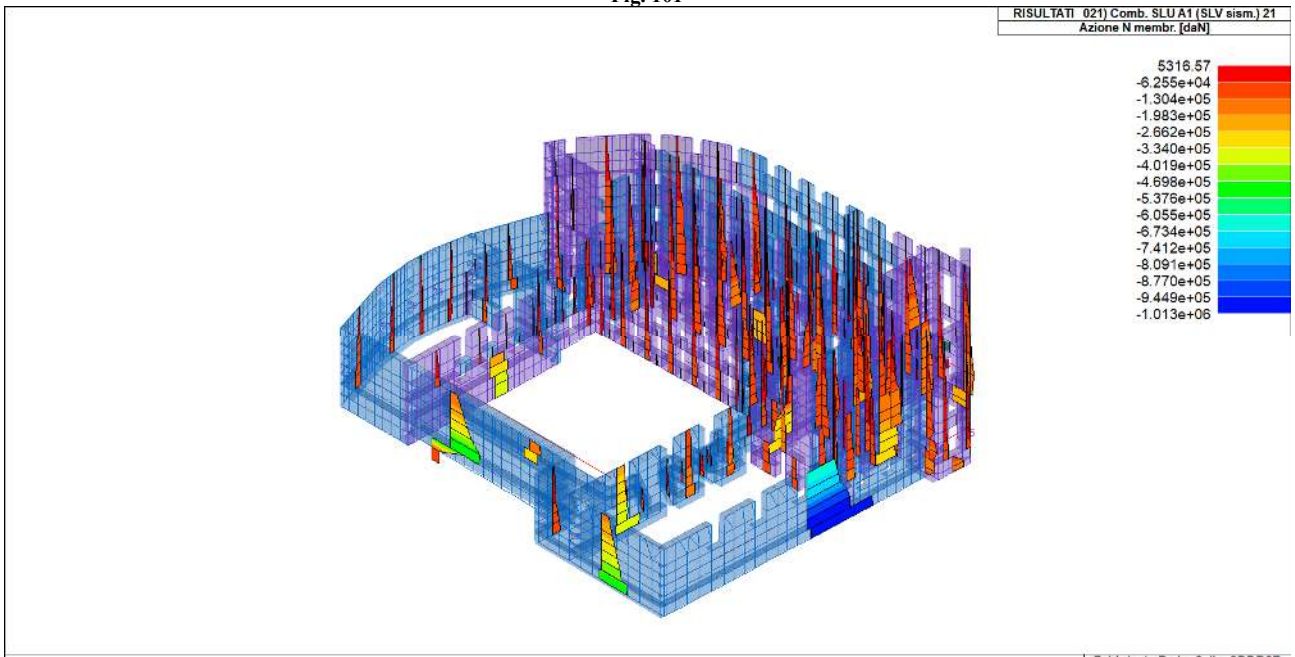 RISULTATI 021) Comb. SLU A1 (SLV sism.) 21
Azione N membr. [daN]
5316.57
-6.255e+04
-1.304e+05
-1.983e+05
-2.662e+05
-3.340e+05
-4.019e+05
-4.698e+05
-5.376e+05
-6.055e+05
-6.734e+05
-7.412e+05
-8.091e+05
-8.770e+05
-9.449e+05
-1.013e+06